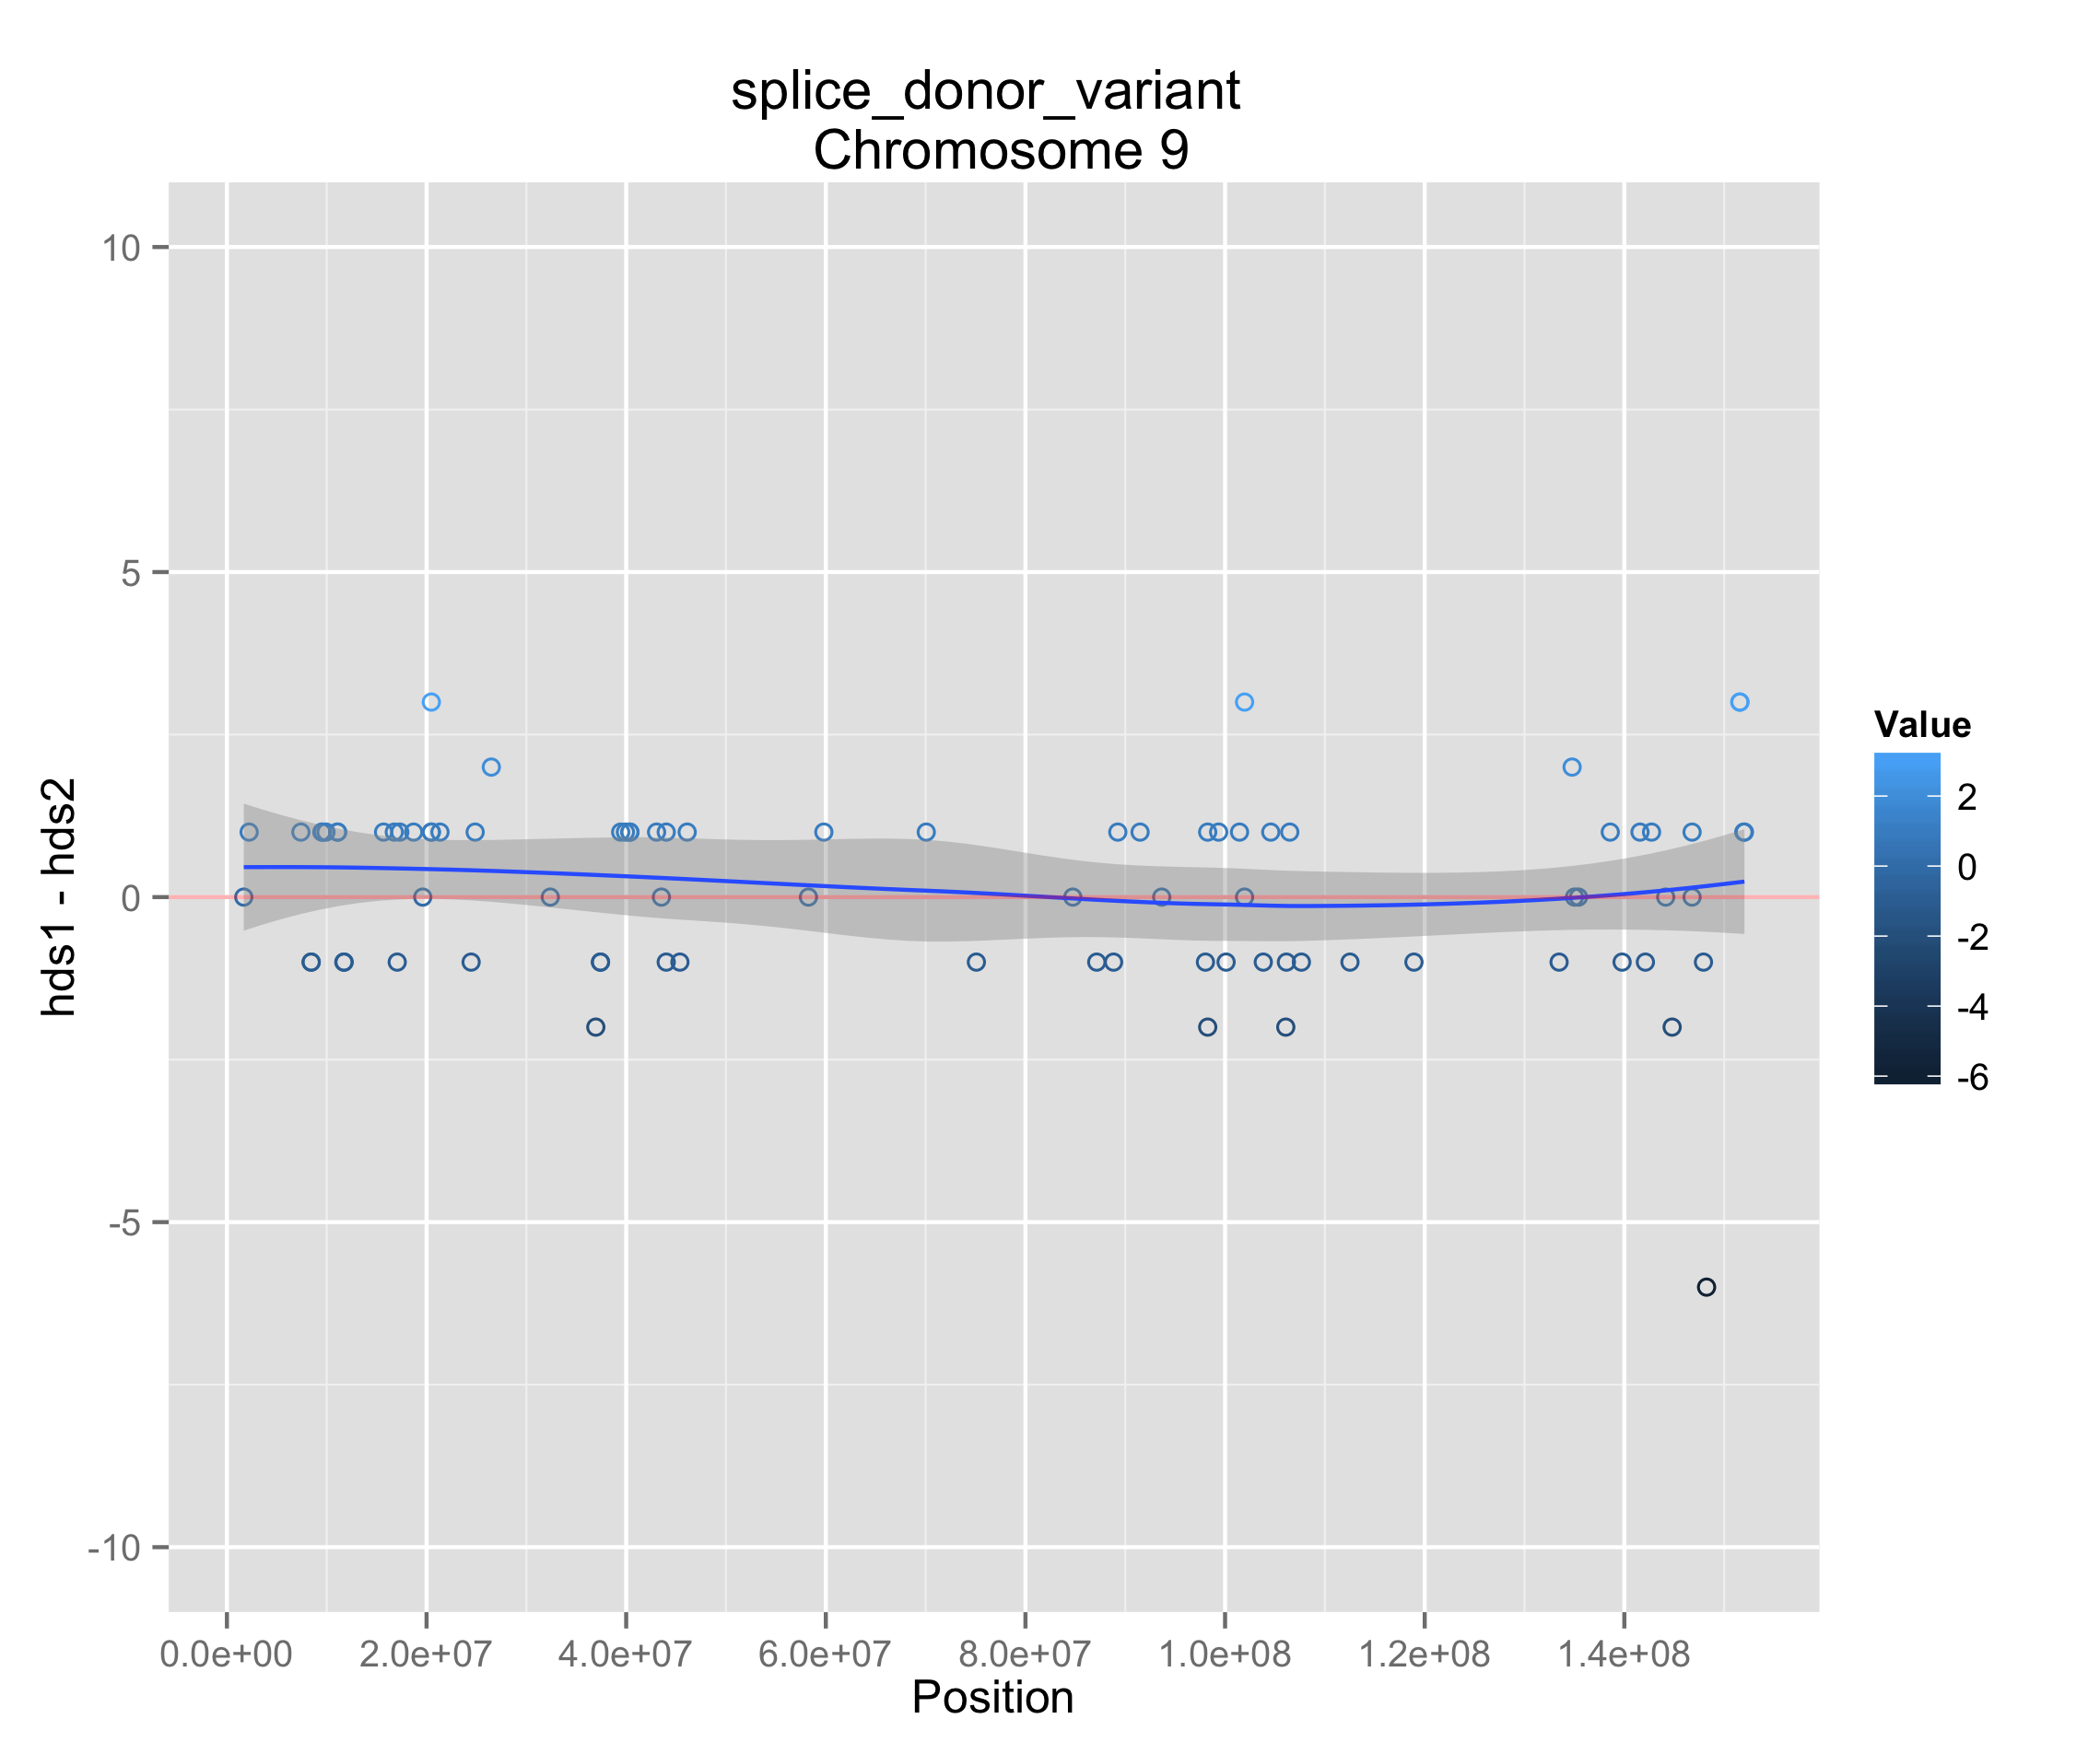 splice_donor_variant
Chromosome 9
hds1 - hds2
10
5
0
-5
-10
0.0e+00 2.0e+07 4.0e+07 6.0e+07 8.0e+07 1.0e+08 1.2e+08 1.4e+08
Position
Value
2
0
-2
-4
-6